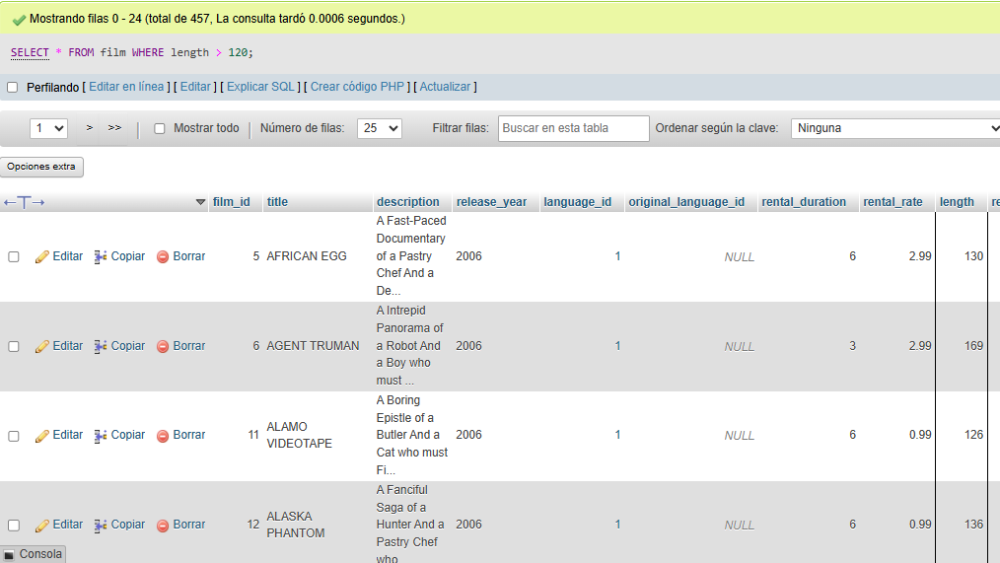 Mostrando filas 0 - 24 (total de 457, La consulta tardó 0.0006 segundos.)
SELECT * FROM film WHERE length > 120;
Perfilando [ Editar en línea ] [ Editar ] [ Explicar SQL ] [ Crear código PHP ] [ Actualizar ]
1 > >> Mostrar todo Número de filas: 25 Filtrar filas: Buscar en esta tabla Ordenar según la clave: Ninguna
Opciones extra
←T→ film_id title description release_year language_id original_language_id rental_duration rental_rate length re
A Fast-Paced
Documentary
Editar Copiar Borrar 5 AFRICAN EGG of a Pastry 2006 1 NULL 6 2.99 130
Chef And a
De...
A Intrepid
Panorama of
Editar Copiar Borrar 6 AGENT TRUMAN a Robot And 2006 1 NULL 3 2.99 169
a Boy who
must ...
A Boring
Epistle of a
Editar Copiar Borrar 11 ALAMO VIDEOTAPE Butler And a 2006 1 NULL 6 0.99 126
Cat who must
Fi...
A Fanciful
Saga of a
Editar Copiar Borrar 12 ALASKA PHANTOM Hunter And a 2006 1 NULL 6 0.99 136
Pastry Chef
who
Consola